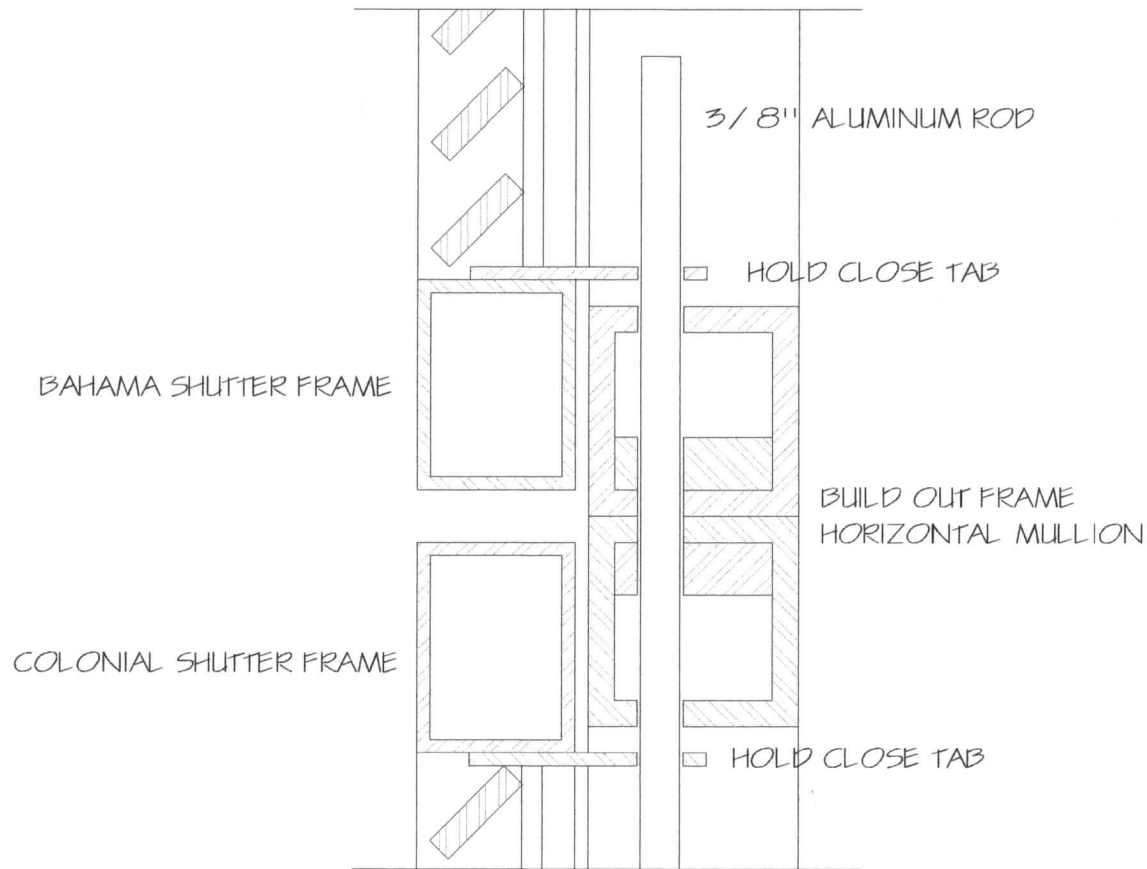 3/8" ALUMINUM ROD
HOLD CLOSE TAB
BAHAMA SHUTTER FRAME
BUILD OUT FRAME
HORIZONTAL MULLION
COLONIAL SHUTTER FRAME
HOLD CLOSE TAB